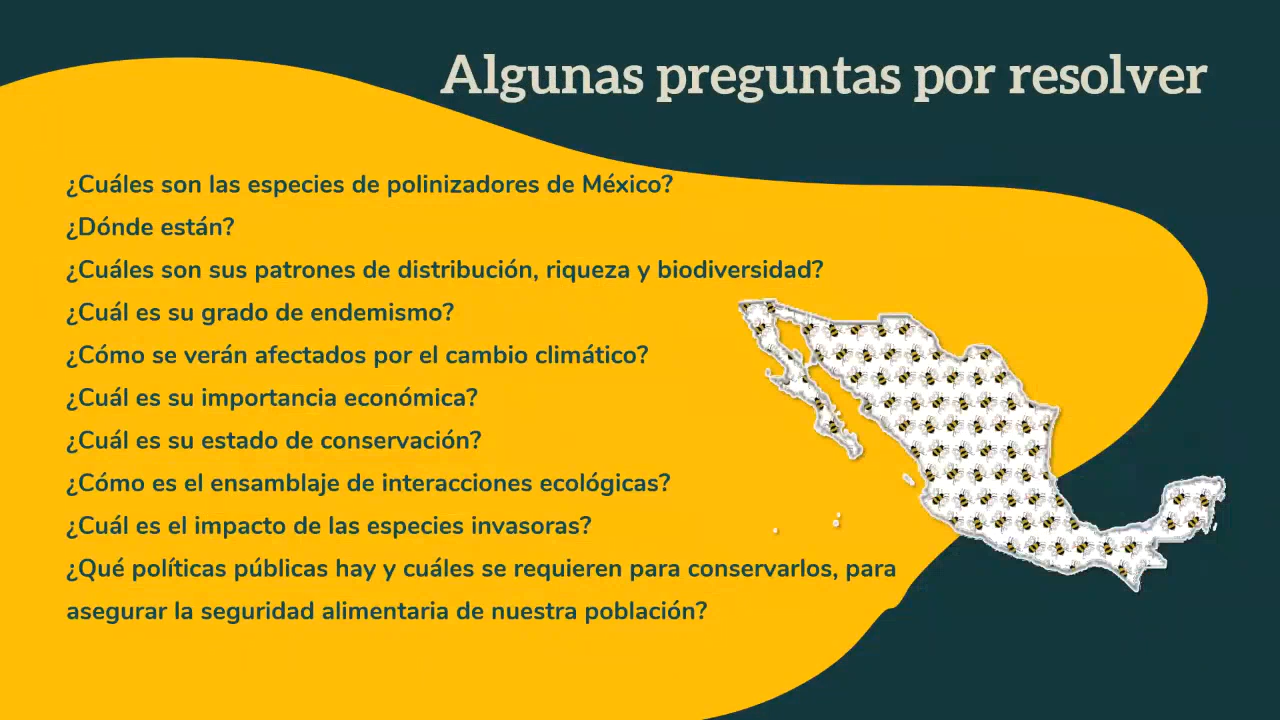 Algunas preguntas por resolver
¿Cuáles son las especies de polinizadores de México?
¿Dónde están?
¿Cuáles son sus patrones de distribución, riqueza y biodiversidad?
¿Cuál es su grado de endemismo?
¿Cómo se verán afectados por el cambio climático?
¿Cuál es su importancia económica?
¿Cuál es su estado de conservación?
¿Cómo es el ensamblaje de interacciones ecológicas?
¿Cuál es el impacto de las especies invasoras?
¿Qué políticas públicas hay y cuáles se requieren para conservarlos, para
asegurar la seguridad alimentaria de nuestra población?